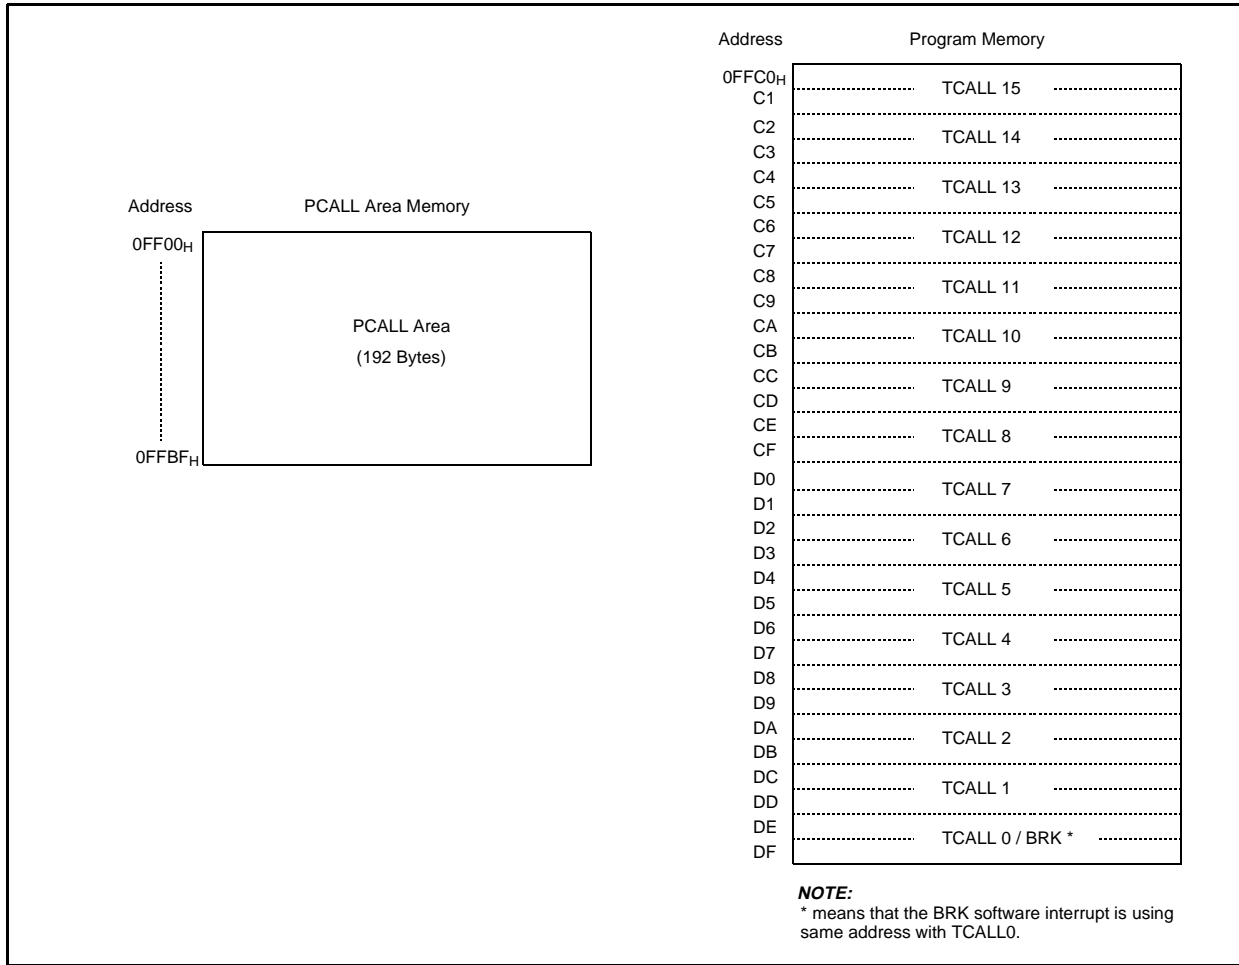 Address PCALL Area Memory
0FF00H
PCALL Area
(192 Bytes)
0FFBFH
Address Program Memory
0FFC0H
TCALL 15
C1
C2
TCALL 14
C3
C4
TCALL 13
C5
C6
TCALL 12
C7
C8
TCALL 11
C9
CA
TCALL 10
CB
CC
TCALL 9
CD
CE
TCALL 8
CF
D0
TCALL 7
D1
D2
TCALL 6
D3
D4
TCALL 5
D5
D6
TCALL 4
D7
D8
TCALL 3
D9
DA
TCALL 2
DB
DC
TCALL 1
DD
DE
TCALL 0 / BRK *
DF
NOTE:
* means that the BRK software interrupt is using
same address with TCALL0.